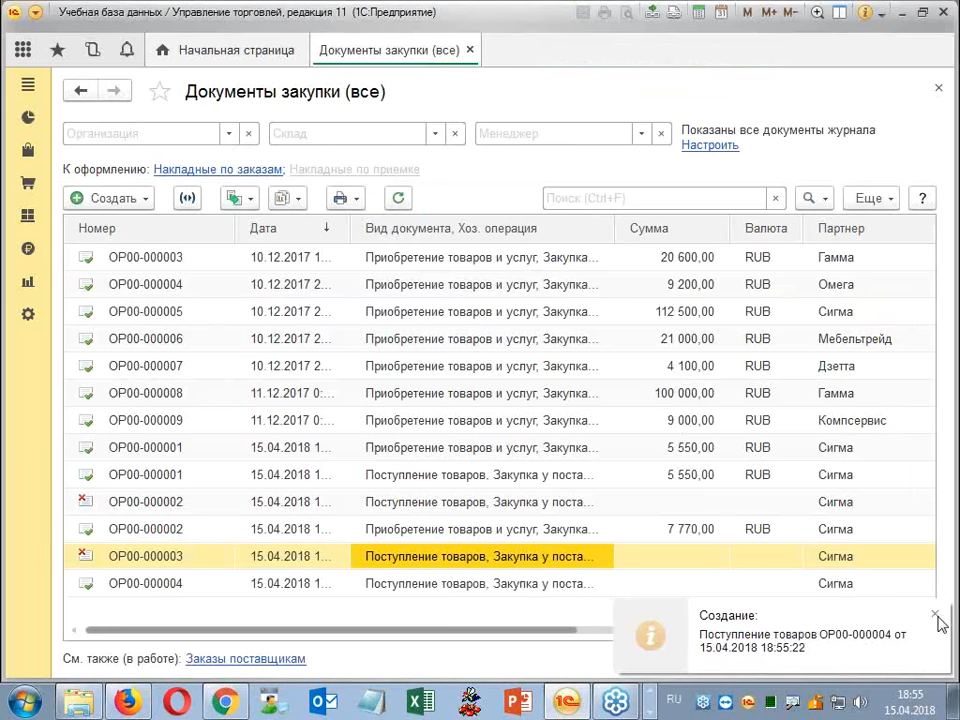 Учебная база данных / Управление торговлей, редакция 11 (1С:Предприятие)
M M+ M-
Начальная страница
Документы закупки (все) ×
Документы закупки (все)
Организация
Склад
Менеджер
Показаны все документы журнала
Настроить
К оформлению: Накладные по заказам; Накладные по приемке
Создать
Поиск (Ctrl+F)
Еще
?
Номер Дата ↓ Вид документа, Хоз. операция Сумма Валюта Партнер
ОР00-000003 10.12.2017 1... Приобретение товаров и услуг, Закупка... 20 600,00 RUB Гамма
ОР00-000004 10.12.2017 2... Приобретение товаров и услуг, Закупка... 9 200,00 RUB Омега
ОР00-000005 10.12.2017 2... Приобретение товаров и услуг, Закупка... 112 500,00 RUB Сигма
ОР00-000006 10.12.2017 2... Приобретение товаров и услуг, Закупка... 21 000,00 RUB Мебельтрейд
ОР00-000007 10.12.2017 2... Приобретение товаров и услуг, Закупка... 4 100,00 RUB Дзетта
ОР00-000008 11.12.2017 0:... Приобретение товаров и услуг, Закупка... 100 000,00 RUB Гамма
ОР00-000009 11.12.2017 0:... Приобретение товаров и услуг, Закупка... 9 000,00 RUB Компсервис
ОР00-000001 15.04.2018 1... Приобретение товаров и услуг, Закупка... 5 550,00 RUB Сигма
ОР00-000001 15.04.2018 1... Поступление товаров, Закупка у поста... 5 550,00 RUB Сигма
ОР00-000002 15.04.2018 1... Поступление товаров, Закупка у поста... Сигма
ОР00-000002 15.04.2018 1... Приобретение товаров и услуг, Закупка... 7 770,00 RUB Сигма
ОР00-000003 15.04.2018 1... Поступление товаров, Закупка у поста... Сигма
ОР00-000004 15.04.2018 1... Поступление товаров, Закупка у поста... Сигма
Создание:
Поступление товаров ОР00-000004 от
15.04.2018 18:55:22
См. также (в работе): Заказы поставщикам
RU
18:55
15.04.2018